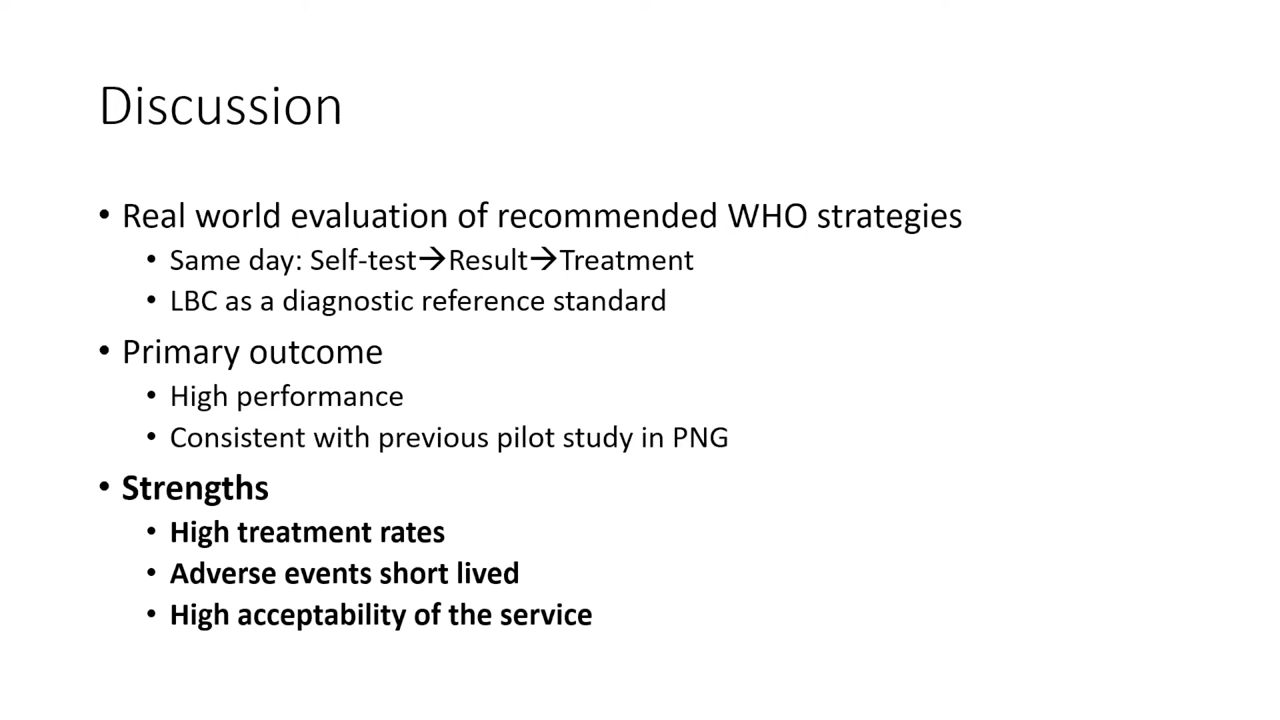 Discussion
• Real world evaluation of recommended WHO strategies
• Same day: Self-test→Result→Treatment
• LBC as a diagnostic reference standard
• Primary outcome
• High performance
• Consistent with previous pilot study in PNG
• Strengths
• High treatment rates
• Adverse events short lived
• High acceptability of the service